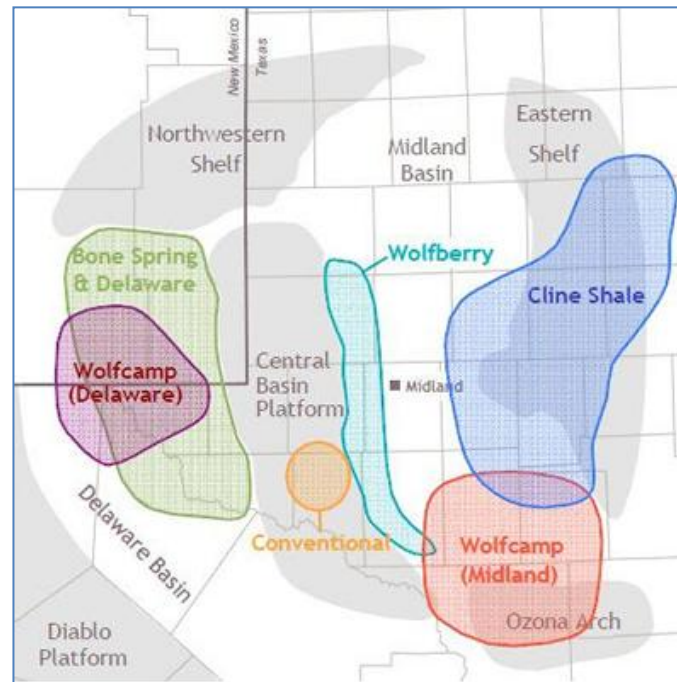 New Mexico
Texas
Northwestern
Shelf
Midland
Basin
Eastern
Shelf
Bone Spring
& Delaware
Wolfberry
Cline Shale
Wolfcamp
(Delaware)
Central
Basin
Platform
Midland
Delaware Basin
Conventional
Wolfcamp
(Midland)
Ozona Arch
Diablo
Platform